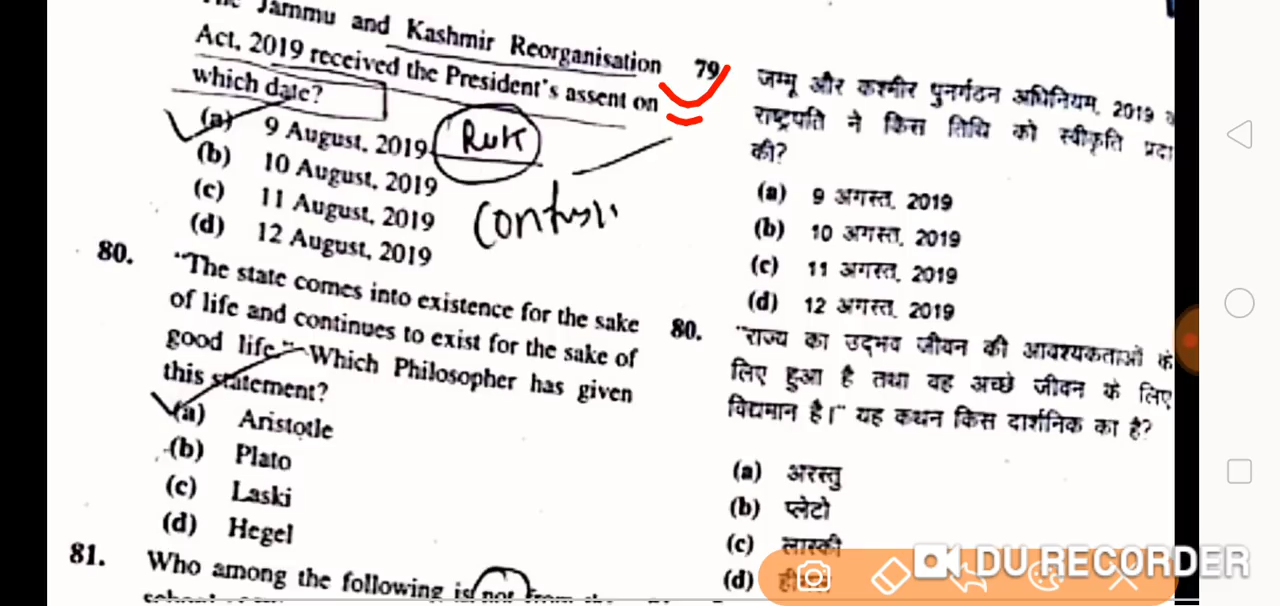 The Jammu and Kashmir Reorganisation
Act, 2019 received the President's assent on
which date?
(a) 9 August, 2019
(b) 10 August, 2019
(c) 11 August, 2019
(d) 12 August, 2019
Ruk
80. "The state comes into existence for the sake
of life and continues to exist for the sake of
good life." Which Philosopher has given
this statement?
(a) Aristotle
(b) Plato
(c) Laski
(d) Hegel
81. Who among the following is not from the
79
जम्मू और कश्मीर पुनर्गठन अधिनियम, 2019
राष्ट्रपति ने किस तिथि को स्वीकृति
की?
(a) 9 अगस्त, 2019
(b) 10 अगस्त, 2019
(c) 11 अगस्त, 2019
(d) 12 अगस्त, 2019
80. "राज्य का उद्भव जीवन की आवश्यकताओं के
लिए हुआ है तथा वह अच्छे जीवन के लिए
विद्यमान है।" यह कथन किस दार्शनिक का है?
(a) अरस्तु
(b) प्लेटो
(c) लास्की
(d)
DU RECORDER